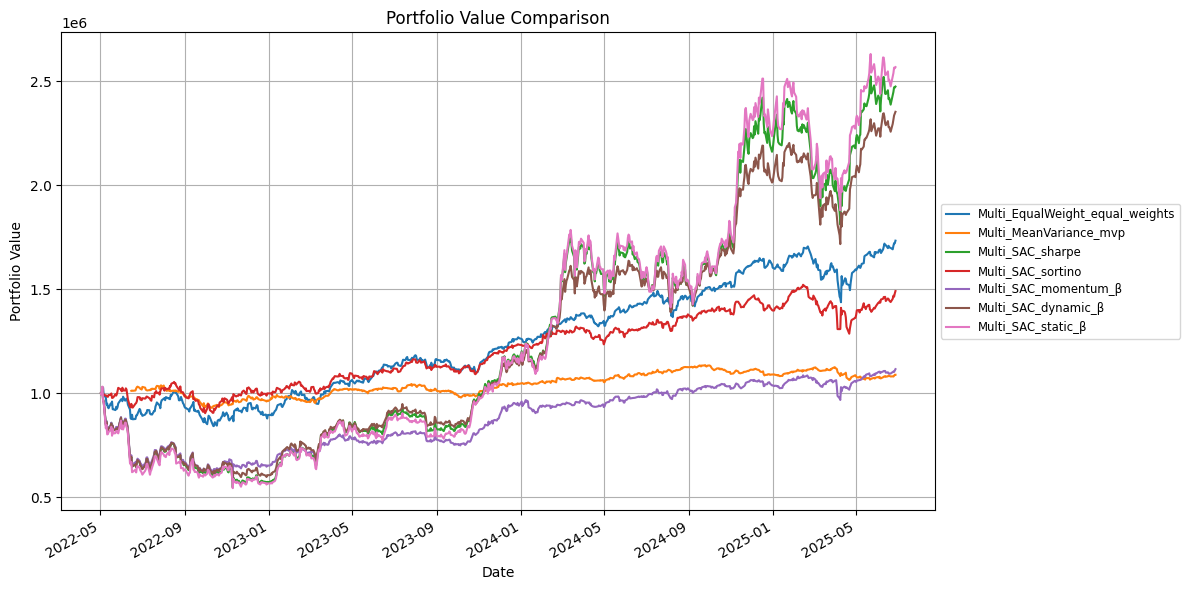 Portfolio Value Comparison
1e6
2.5
2.0
1.5
1.0
0.5
Portfolio Value
2022-05
2022-09
2023-01
2023-05
2023-09
2024-01
2024-05
2024-09
2025-01
2025-05
Date
Multi_EqualWeight_equal_weights
Multi_MeanVariance_mvp
Multi_SAC_sharpe
Multi_SAC_sortino
Multi_SAC_momentum_β
Multi_SAC_dynamic_β
Multi_SAC_static_β